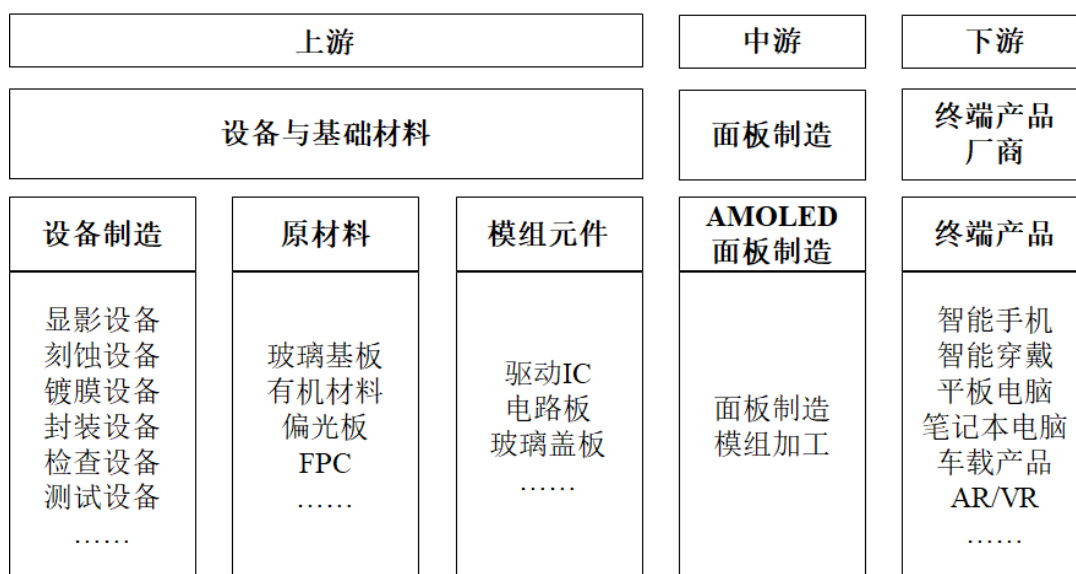 上游
中游
下游
设备与基础材料
面板制造
终端产品
厂商
设备制造
原材料
模组元件
AMOLED
面板制造
终端产品
显影设备
刻蚀设备
镀膜设备
封装设备
检查设备
测试设备
……
玻璃基板
有机材料
偏光板
FPC
……
驱动IC
电路板
玻璃盖板
……
面板制造
模组加工
智能手机
智能穿戴
平板电脑
笔记本电脑
车载产品
AR/VR
……